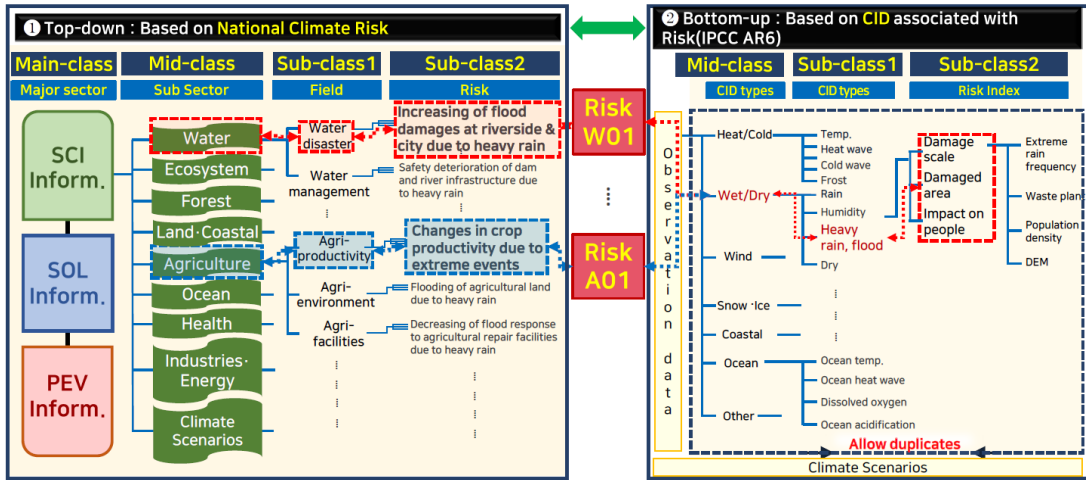 ❶ Top-down : Based on National Climate Risk
Main-class
Mid-class
Sub-class1
Sub-class2
Major sector
Sub Sector
Field
Risk
SCI
Inform.
SOL
Inform.
PEV
Inform.
Water
Ecosystem
Forest
Land·Coastal
Agriculture
Ocean
Health
Industries·
Energy
Climate
Scenarios
Water
disaster
Water
management
Agri-
productivity
Agri-
environment
Agri-
facilities
Increasing of flood
damages at riverside &
city due to heavy rain
Safety deterioration of dam
and river infrastructure due
to heavy rain
Changes in crop
productivity due to
extreme events
Flooding of agricultural land
due to heavy rain
Decreasing of flood response
to agricultural repair facilities
due to heavy rain
Risk
W01
Risk
A01
❷ Bottom-up : Based on CID associated with
Risk(IPCC AR6)
Mid-class
Sub-class1
Sub-class2
CID types
CID types
Risk Index
Observation data
Heat/Cold
Wet/Dry
Wind
Snow·Ice
Coastal
Ocean
Other
Temp.
Heat wave
Cold wave
Frost
Rain
Humidity
Heavy
rain, flood
Dry
Ocean temp.
Ocean heat wave
Dissolved oxygen
Ocean acidification
Damage
scale
Damaged
area
Impact on
people
Extreme
rain
frequency
Waste plant
Population
density
DEM
Allow duplicates
Climate Scenarios